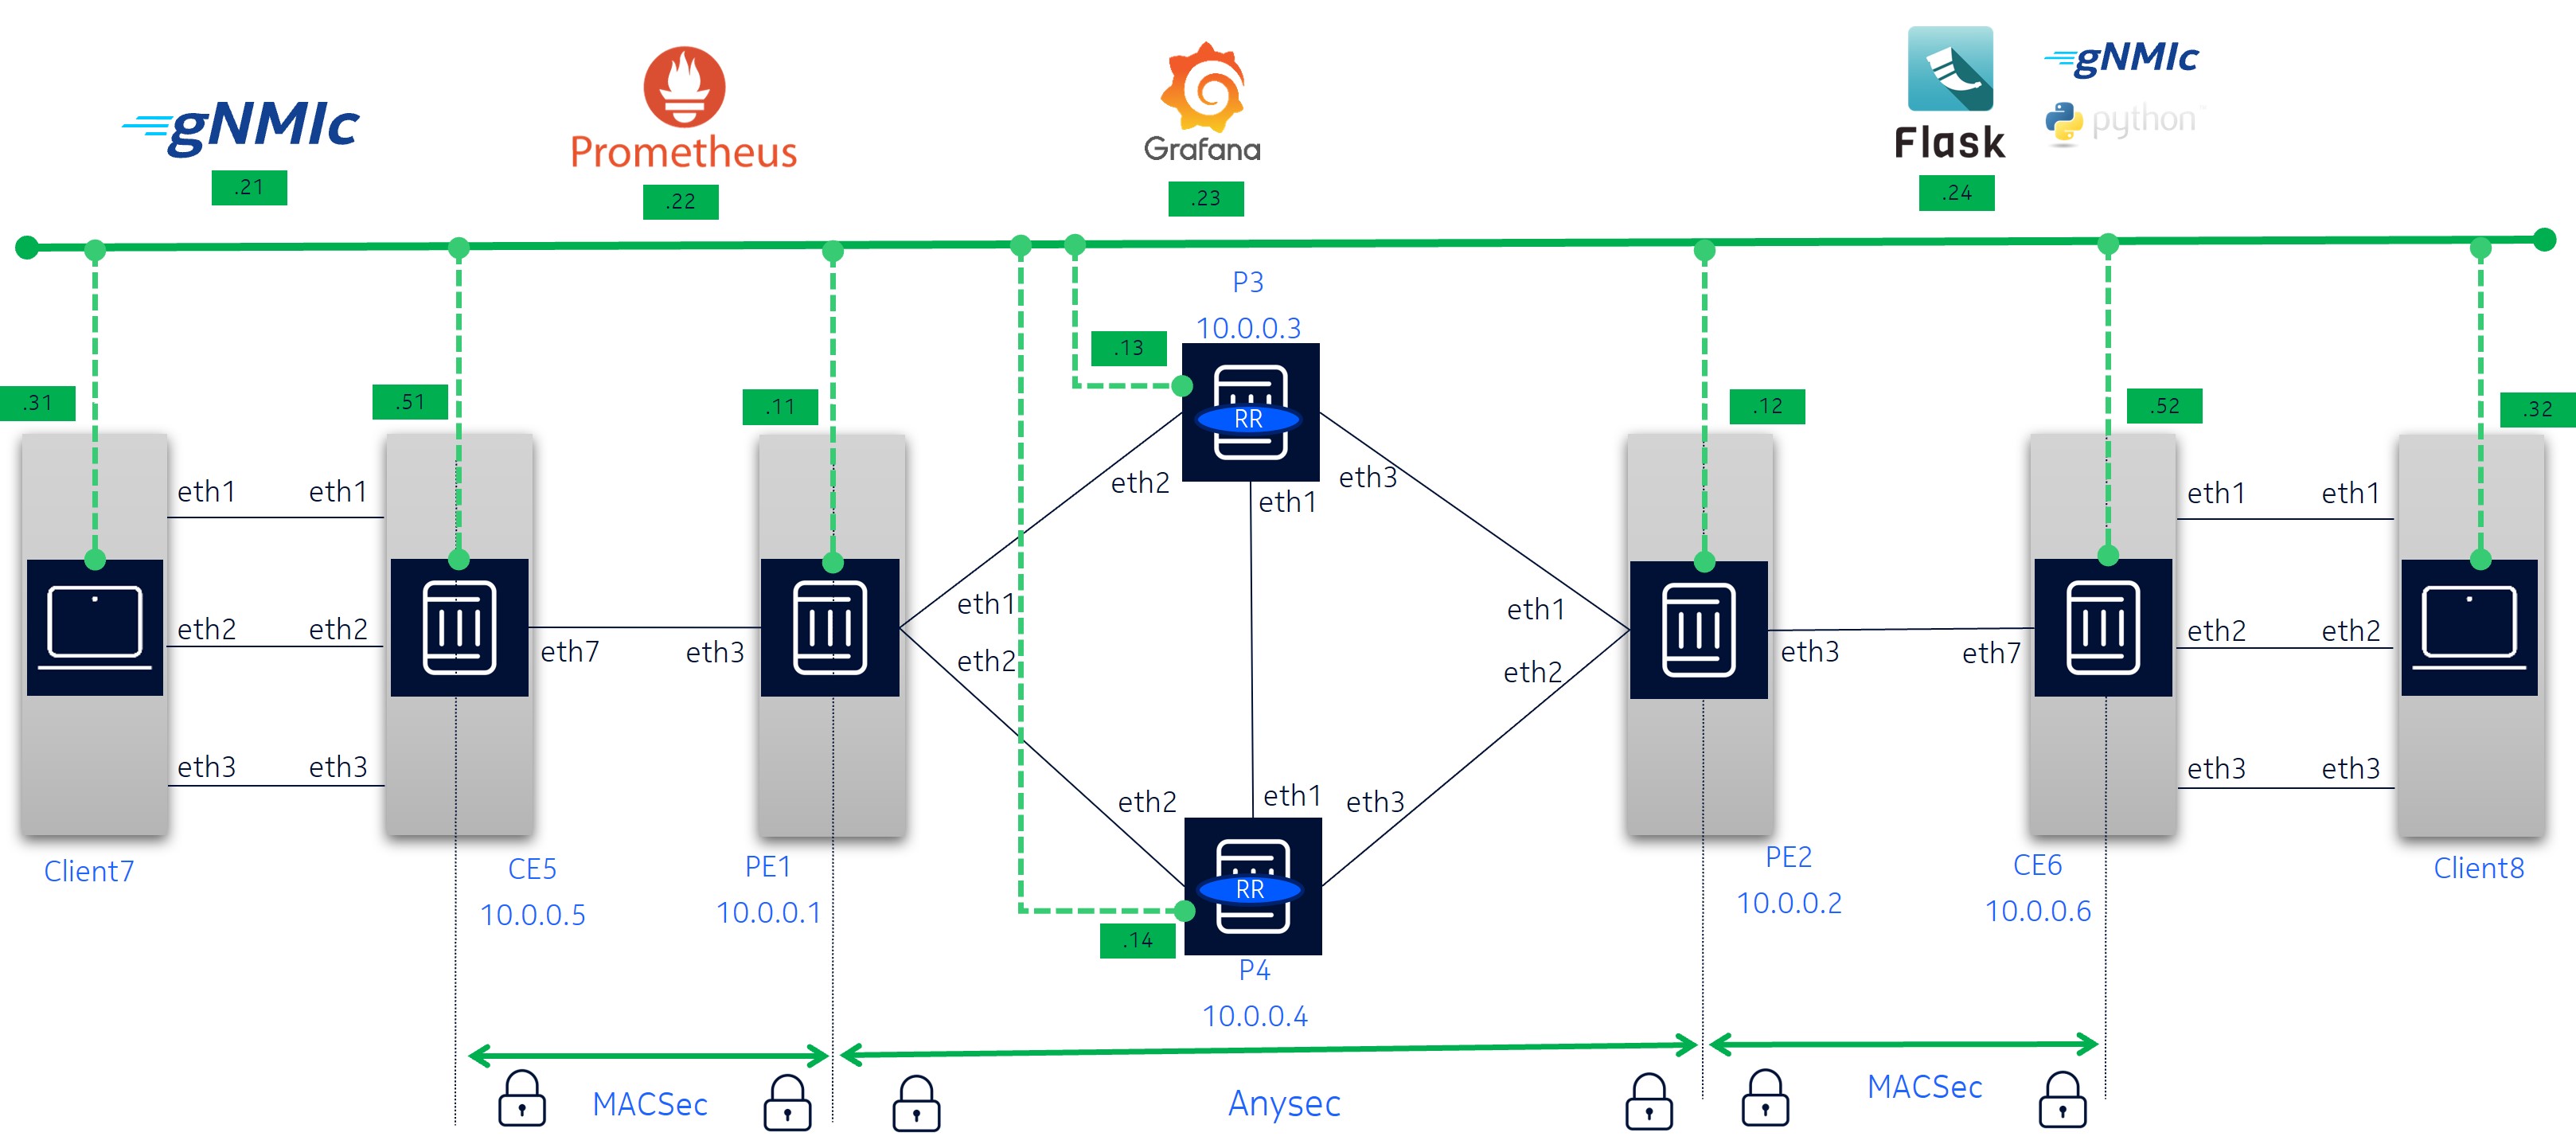 gNMIc
.21
Prometheus
.22
Grafana
.23
Flask
.24
gNMIc
python
P3
10.0.0.3
.13
RR
.31
.51
.11
.12
.52
.32
eth1 eth1
eth2 eth2
eth3 eth3
eth7 eth3
eth1
eth2
eth2
eth3
eth1
eth2
eth1
eth3
eth1
eth2
eth3 eth7
eth1 eth1
eth2 eth2
eth3 eth3
RR
.14
P4
10.0.0.4
Client7
CE5
10.0.0.5
PE1
10.0.0.1
PE2
10.0.0.2
CE6
10.0.0.6
Client8
MACSec
Anysec
MACSec